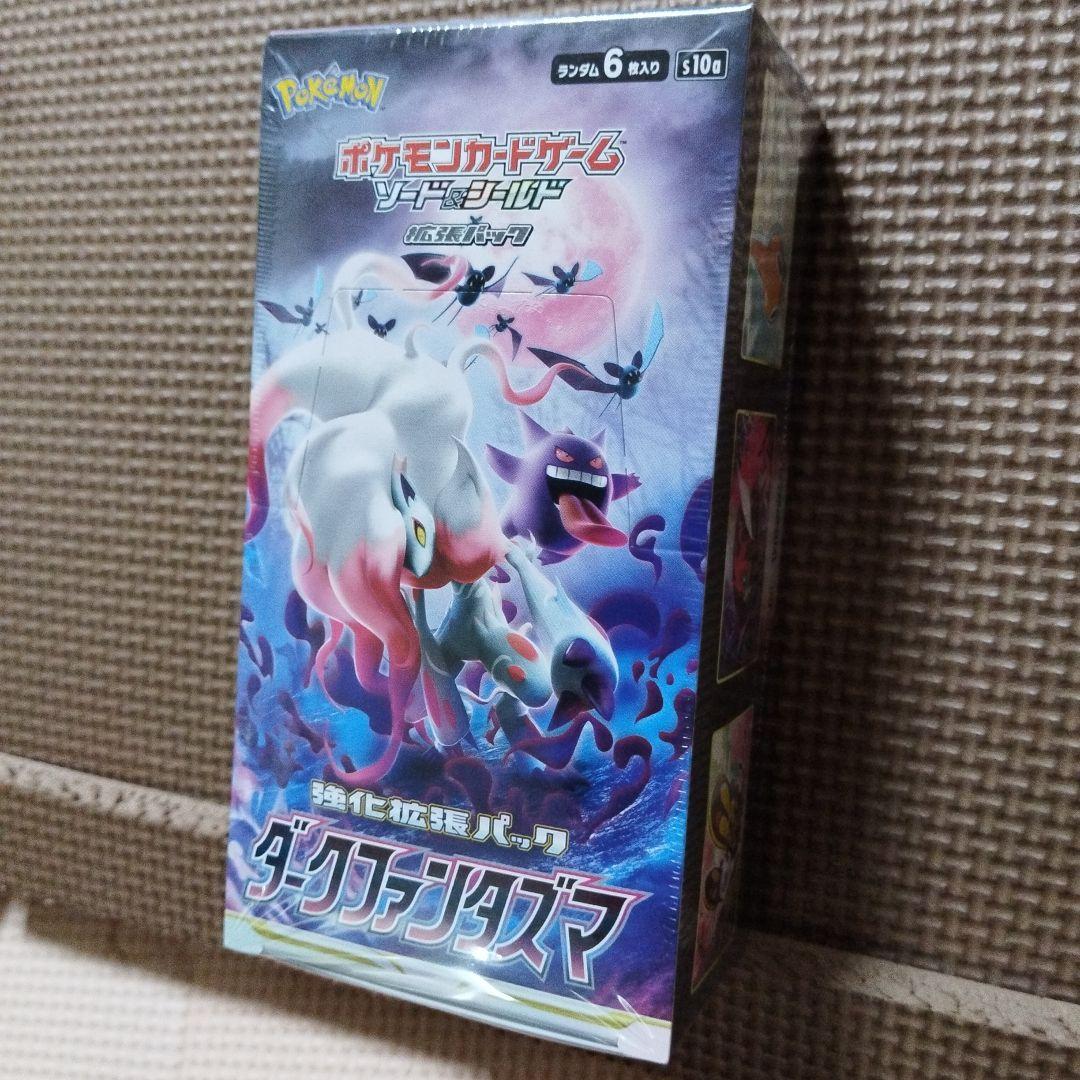 ランダム6枚入り S10a
POKÉMON
ポケモンカードゲーム™
ソード&シールド
拡張パック
強化拡張パック
ダークファンタズマ